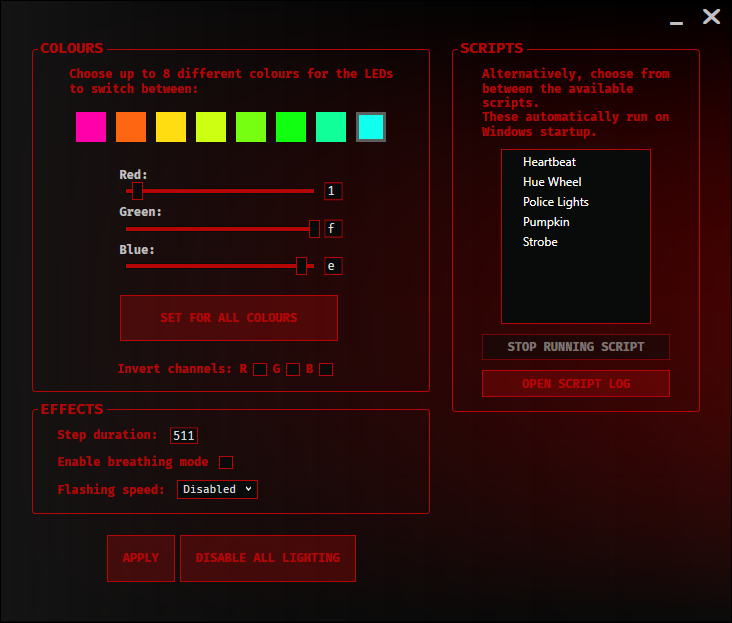 COLOURS
Choose up to 8 different colours for the LEDs
to switch between:
Red:
1
Green:
f
Blue:
e
SET FOR ALL COLOURS
Invert channels: R G B
EFFECTS
Step duration: 511
Enable breathing mode
Flashing speed: Disabled
APPLY
DISABLE ALL LIGHTING
SCRIPTS
Alternatively, choose from
between the available
scripts.
These automatically run on
Windows startup.
Heartbeat
Hue Wheel
Police Lights
Pumpkin
Strobe
STOP RUNNING SCRIPT
OPEN SCRIPT LOG